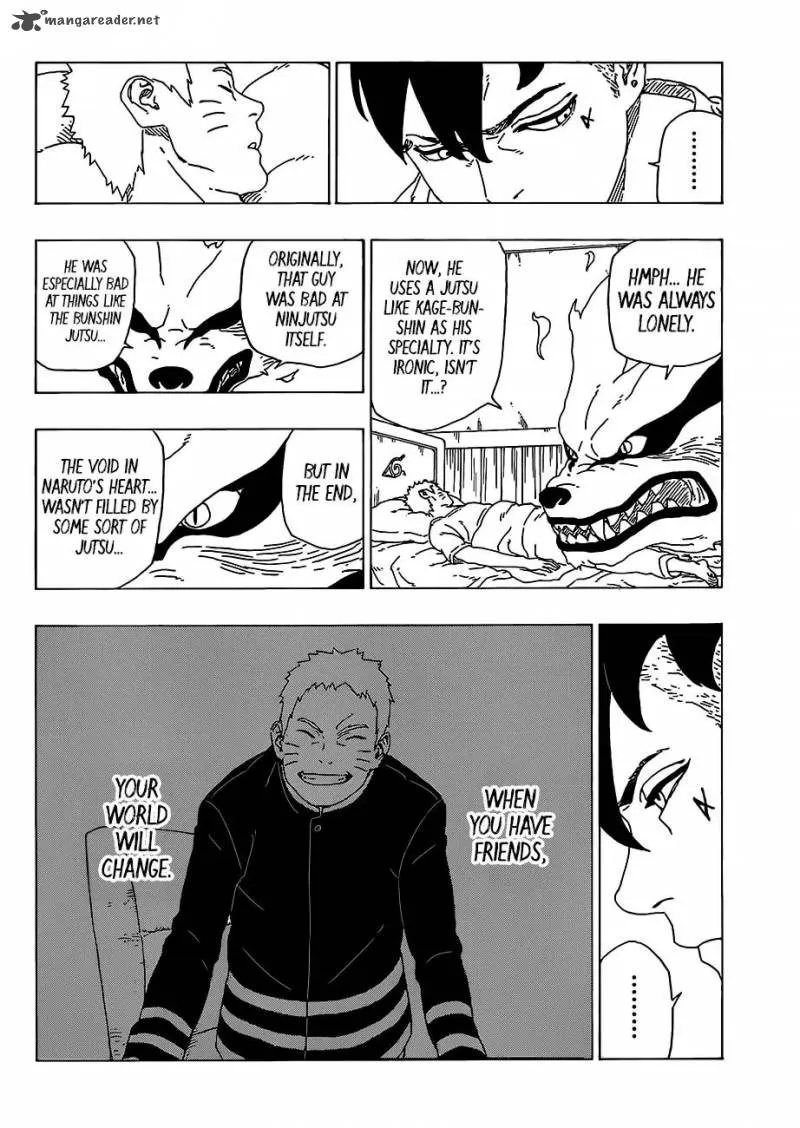 mangareader.net
.......
HMPH... HE
WAS ALWAYS
LONELY.
NOW, HE
USES A JUTSU
LIKE KAGE-BUN-
SHIN AS HIS
SPECIALTY. IT'S
IRONIC, ISN'T
IT...?
ORIGINALLY,
THAT GUY
WAS BAD AT
NINJUTSU
ITSELF.
HE WAS
ESPECIALLY BAD
AT THINGS LIKE
THE BUNSHIN
JUTSU...
BUT IN
THE END,
THE VOID IN
NARUTO'S HEART...
WASN'T FILLED BY
SOME SORT OF
JUTSU...
.......
WHEN
YOU HAVE
FRIENDS,
YOUR
WORLD
WILL
CHANGE.